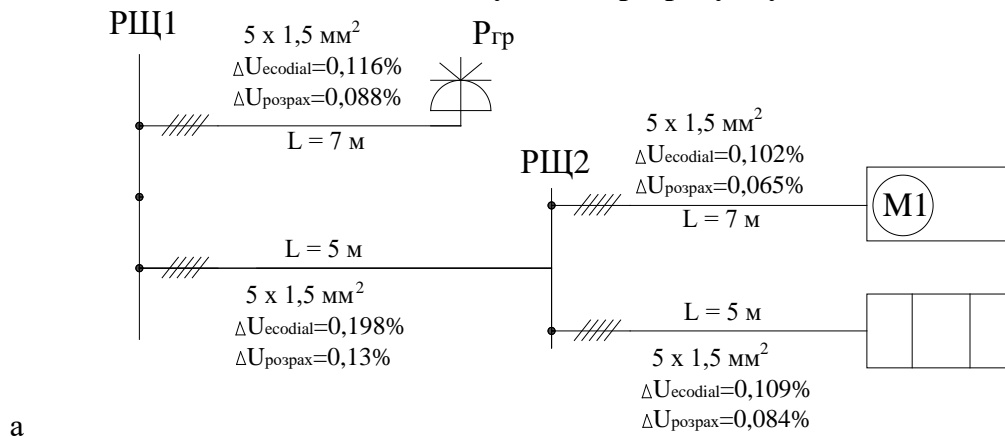 РЩ1
5 x 1,5 мм²
ΔUecodial=0,116%
ΔUрозрах=0,088%
L = 7 м
Ргр
РЩ2
5 x 1,5 мм²
ΔUecodial=0,102%
ΔUрозрах=0,065%
L = 7 м
М1
L = 5 м
5 x 1,5 мм²
ΔUecodial=0,198%
ΔUрозрах=0,13%
L = 5 м
5 x 1,5 мм²
ΔUecodial=0,109%
ΔUрозрах=0,084%
а